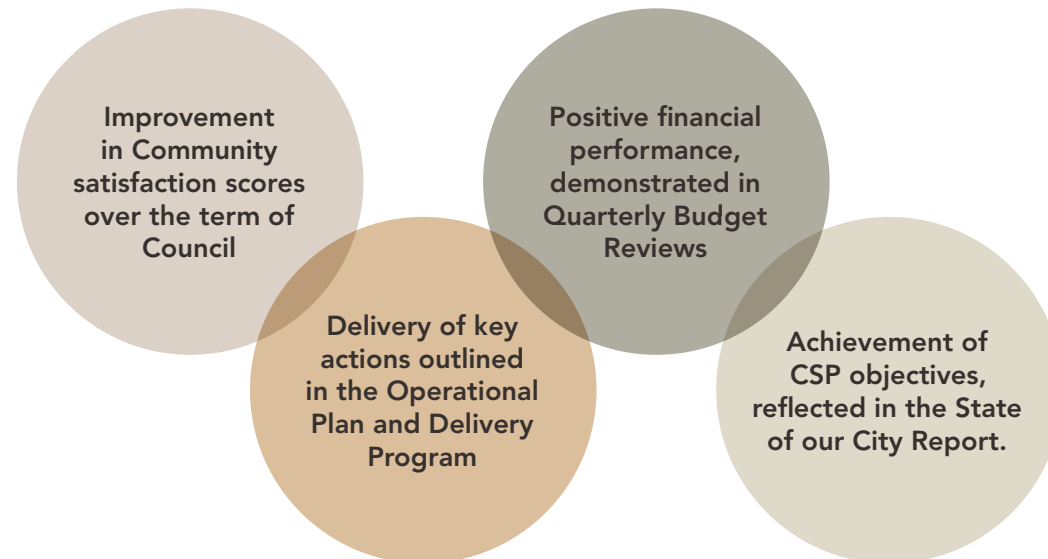 Improvement
in Community
satisfaction scores
over the term of
Council
Delivery of key
actions outlined
in the Operational
Plan and Delivery
Program
Positive financial
performance,
demonstrated in
Quarterly Budget
Reviews
Achievement of
CSP objectives,
reflected in the State
of our City Report.